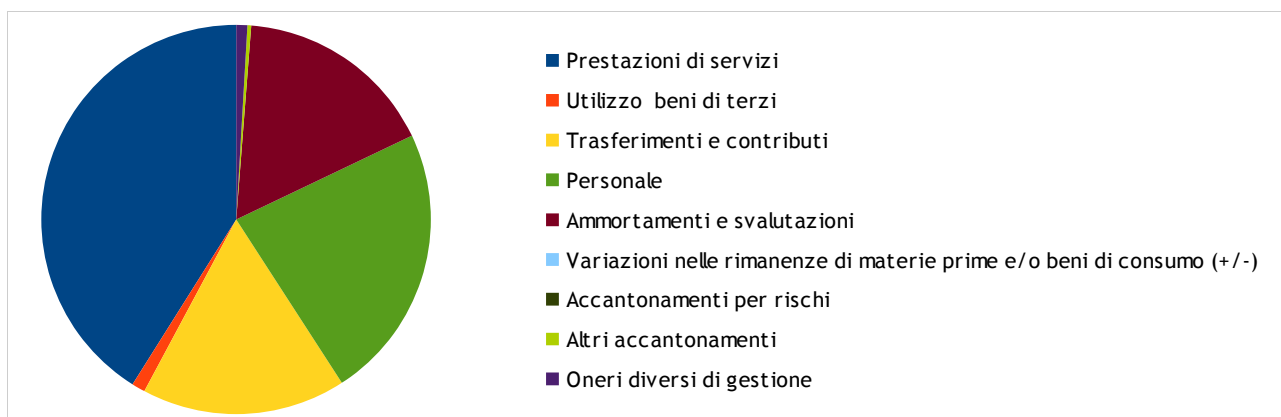 Prestazioni di servizi
Utilizzo beni di terzi
Trasferimenti e contributi
Personale
Ammortamenti e svalutazioni
Variazioni nelle rimanenze di materie prime e/o beni di consumo (+/-)
Accantonamenti per rischi
Altri accantonamenti
Oneri diversi di gestione